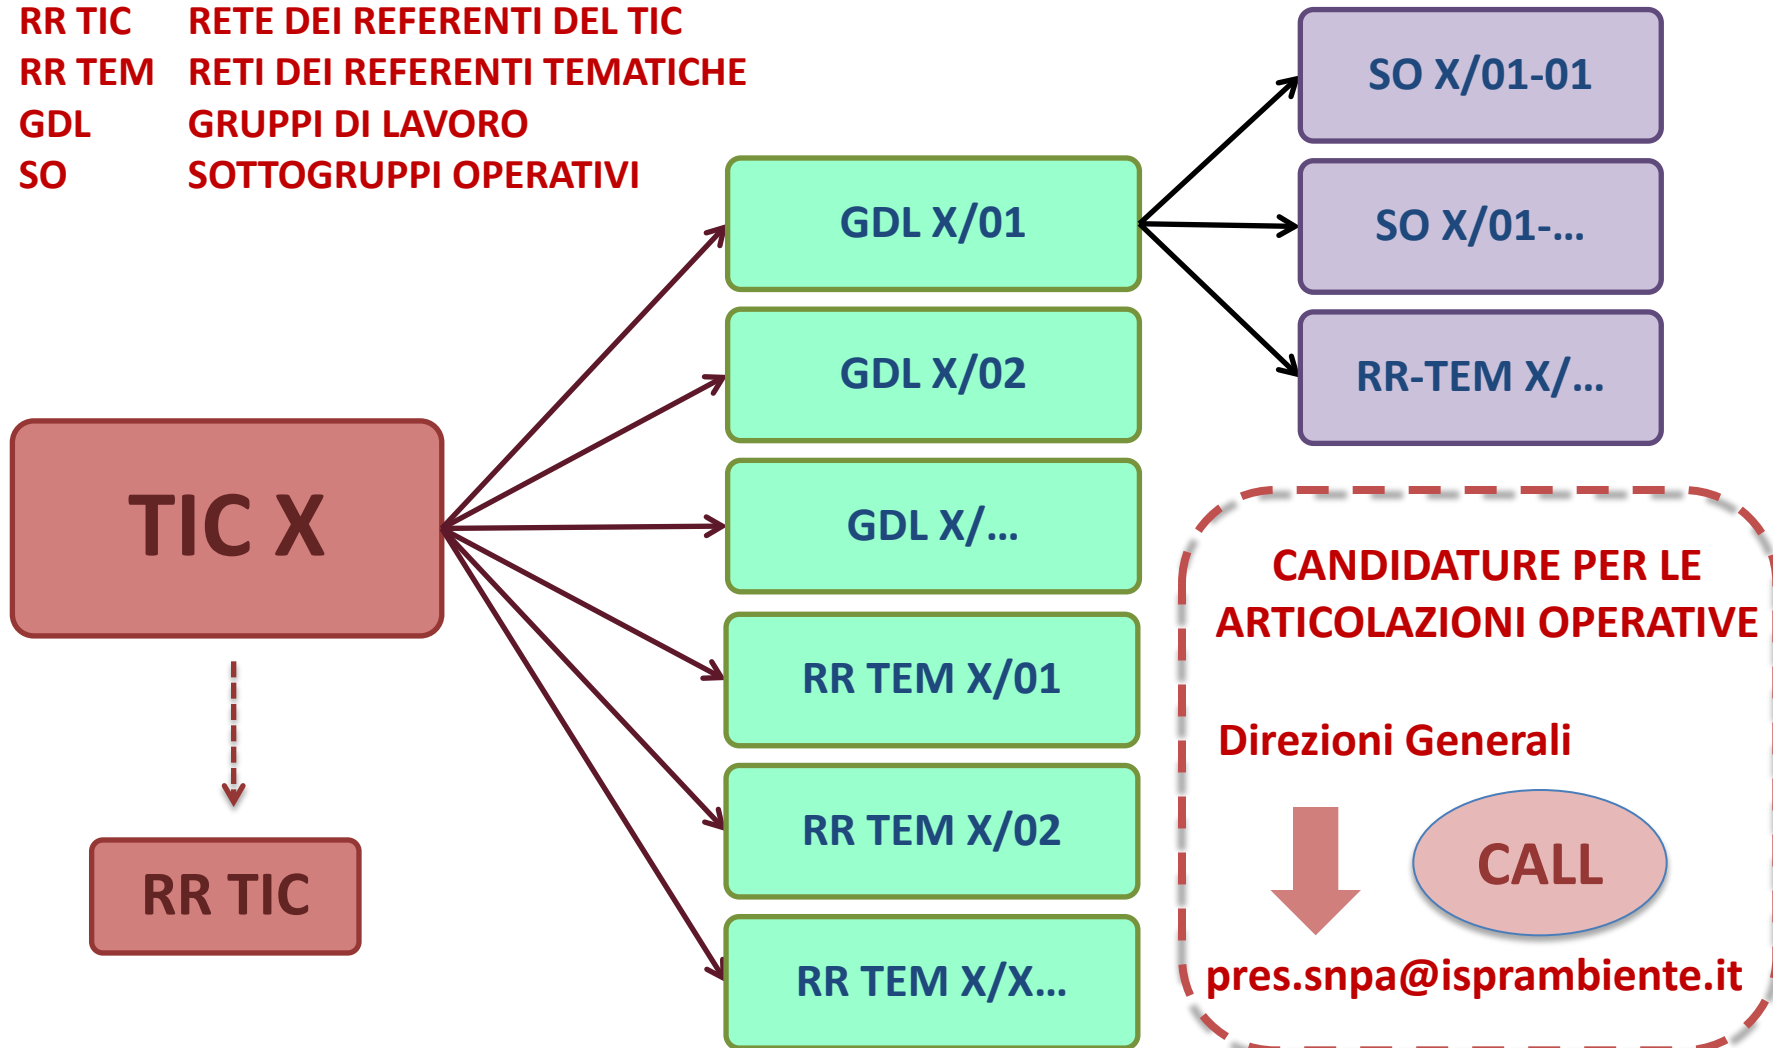 RR TIC RETE DEI REFERENTI DEL TIC
RR TEM RETI DEI REFERENTI TEMATICHE
GDL GRUPPI DI LAVORO
SO SOTTOGRUPPI OPERATIVI
TIC X
RR TIC
GDL X/01
GDL X/02
GDL X/...
RR TEM X/01
RR TEM X/02
RR TEM X/X...
SO X/01-01
SO X/01-...
RR-TEM X/...
CANDIDATURE PER LE
ARTICOLAZIONI OPERATIVE
Direzioni Generali
CALL
pres.snpa@isprambiente.it